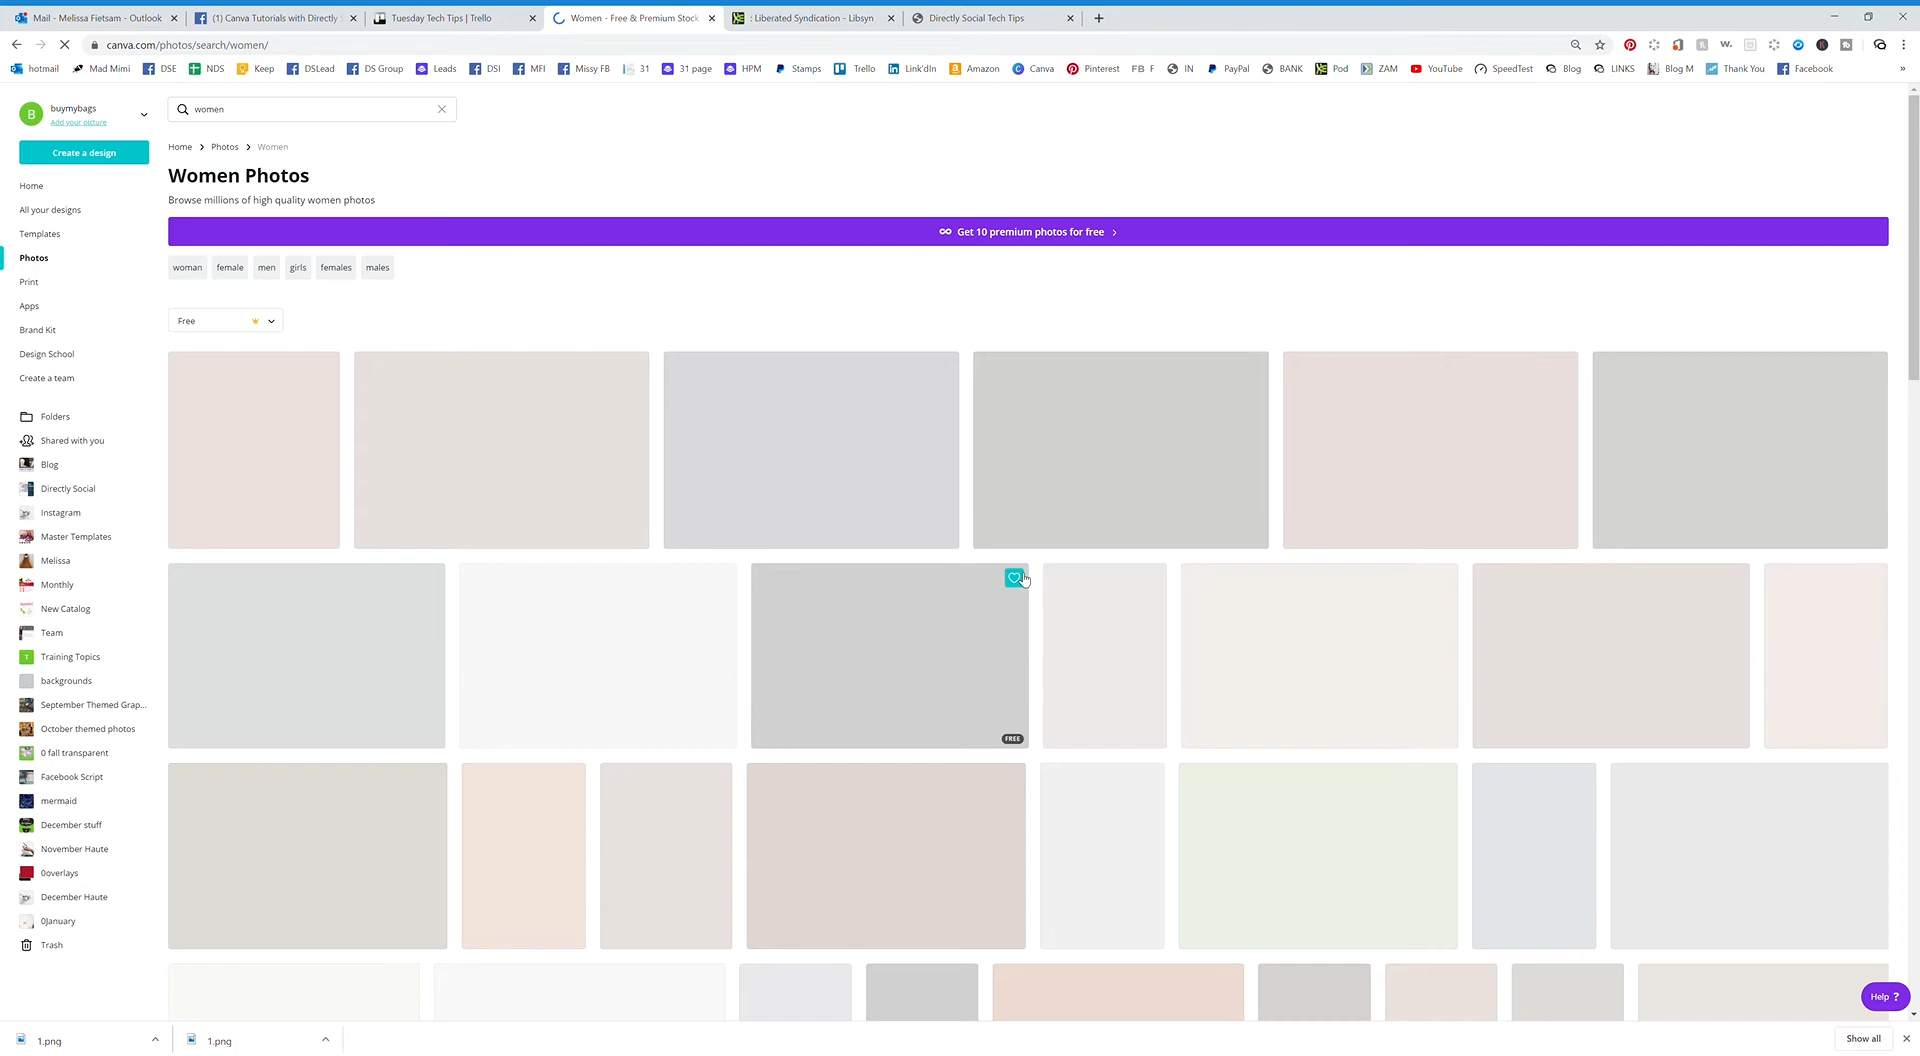 Mail - Melissa Fietsam - Outlook
(1) Canva Tutorials with Directly S
Tuesday Tech Tips | Trello
Women - Free & Premium Stock
: Liberated Syndication - Libsyn
Directly Social Tech Tips
canva.com/photos/search/women/
hotmail
Mad Mimi
DSE
NDS
Keep
DSLead
DS Group
Leads
DSI
MFI
Missy FB
31
31 page
HPM
Stamps
Trello
Link'dIn
Amazon
Canva
Pinterest
FB F
IN
PayPal
BANK
Pod
ZAM
YouTube
SpeedTest
Blog
LINKS
Blog M
Thank You
Facebook
B
buymybags
Add your picture
women
Create a design
Home
All your designs
Templates
Photos
Print
Apps
Brand Kit
Design School
Create a team
Folders
Shared with you
Blog
Directly Social
Instagram
Master Templates
Melissa
Monthly
New Catalog
Team
T
Training Topics
backgrounds
September Themed Grap...
October themed photos
0 fall transparent
Facebook Script
mermaid
December stuff
November Haute
0overlays
December Haute
0January
Trash
Home > Photos > Women
Women Photos
Browse millions of high quality women photos
Get 10 premium photos for free >
woman
female
men
girls
females
males
Free
FREE
Help ?
1.png
1.png
Show all